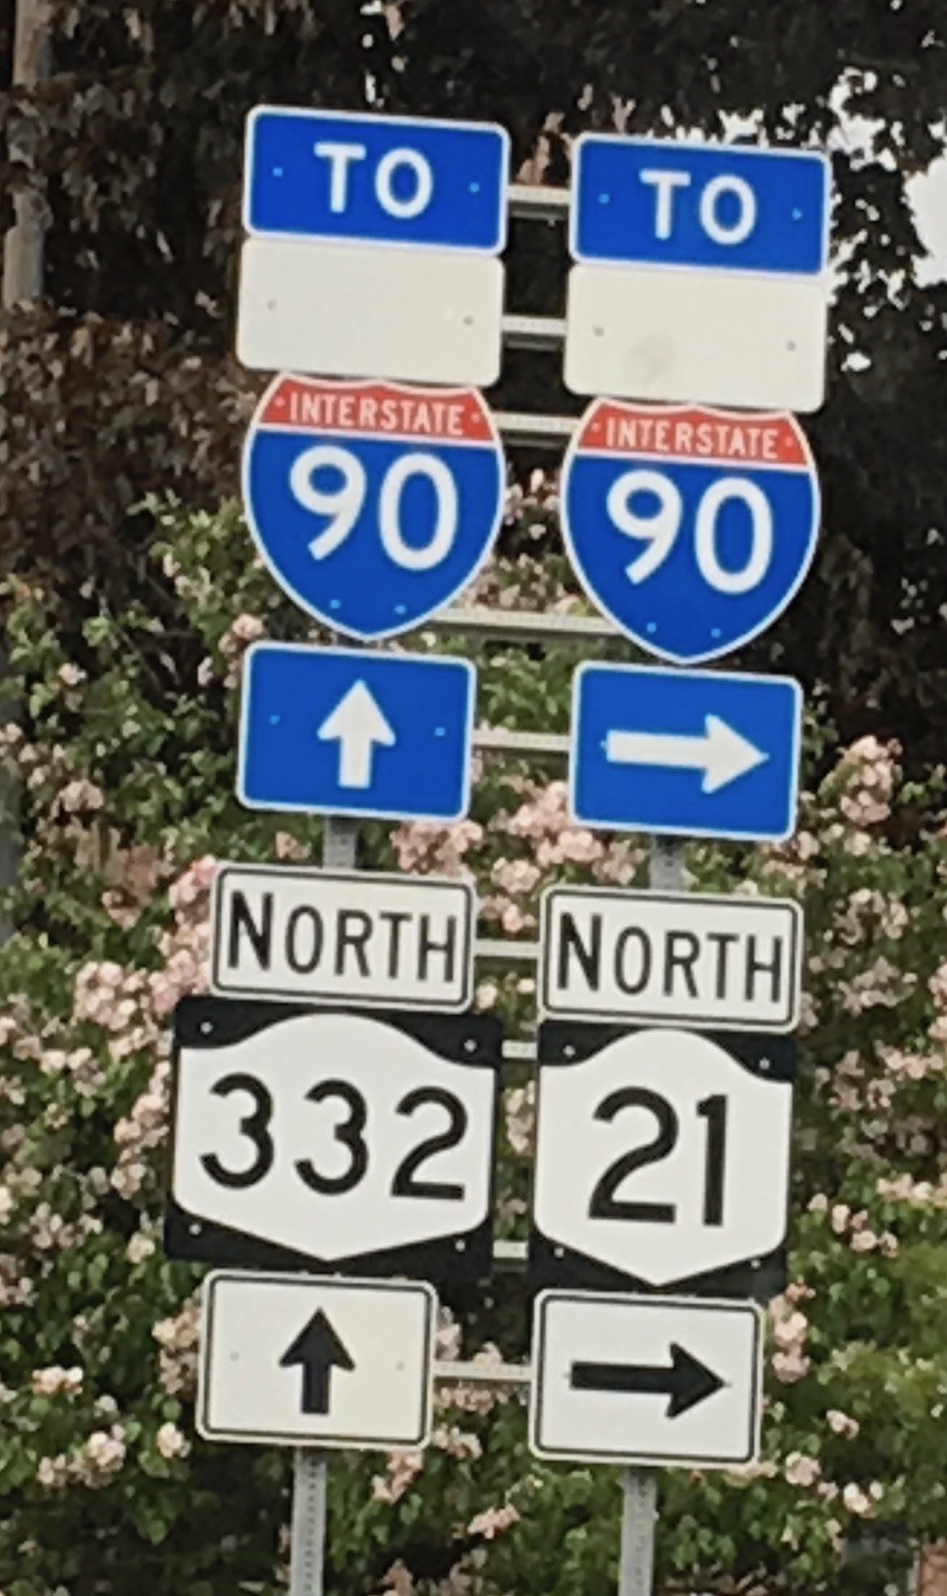 TO
INTERSTATE
90
NORTH
332
TO
INTERSTATE
90
NORTH
21